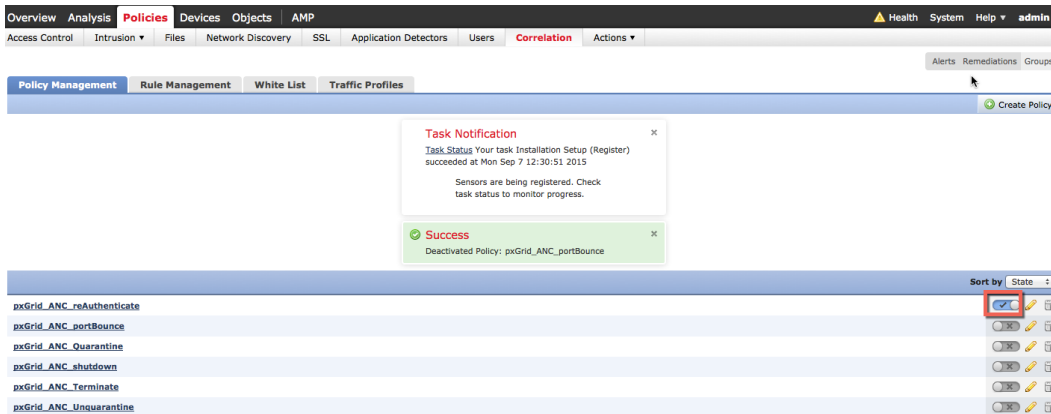 Overview Analysis Policies Devices Objects AMP Health System Help admin
Access Control Intrusion Files Network Discovery SSL Application Detectors Users Correlation Actions
Alerts Remediations Groups
Policy Management Rule Management White List Traffic Profiles
Create Policy
Task Notification
Task Status Your task Installation Setup (Register)
succeeded at Mon Sep 7 12:30:51 2015
Sensors are being registered. Check
task status to monitor progress.
Success
Deactivated Policy: pxGrid_ANC_portBounce
Sort by State
pxGrid_ANC_reAuthenticate
pxGrid_ANC_portBounce
pxGrid_ANC_Quarantine
pxGrid_ANC_shutdown
pxGrid_ANC_Terminate
pxGrid_ANC_Unquarantine